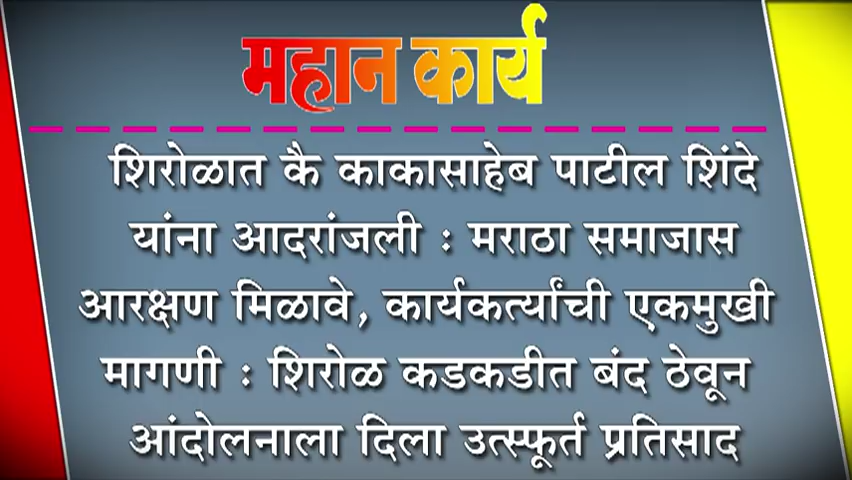 महान कार्य
शिरोळात कै काकासाहेब पाटील शिंदे
यांना आदरांजली : मराठा समाजास
आरक्षण मिळावे, कार्यकर्त्यांची एकमुखी
मागणी : शिरोळ कडकडीत बंद ठेवून
आंदोलनाला दिला उत्स्फूर्त प्रतिसाद